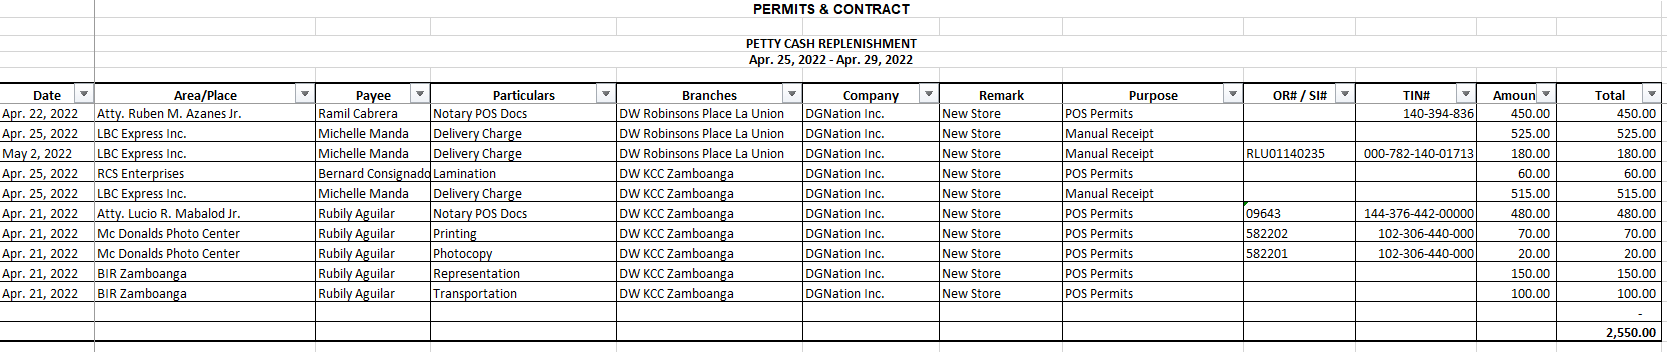 PERMITS & CONTRACT
PETTY CASH REPLENISHMENT
Apr. 25, 2022 - Apr. 29, 2022
Date Area/Place Payee Particulars Branches Company Remark Purpose OR# / SI# TIN# Amoun Total
Apr. 22, 2022 Atty. Ruben M. Azanes Jr. Ramil Cabrera Notary POS Docs DW Robinsons Place La Union DGNation Inc. New Store POS Permits 140-394-836 450.00 450.00
Apr. 25, 2022 LBC Express Inc. Michelle Manda Delivery Charge DW Robinsons Place La Union DGNation Inc. New Store Manual Receipt 525.00 525.00
May 2, 2022 LBC Express Inc. Michelle Manda Delivery Charge DW Robinsons Place La Union DGNation Inc. New Store Manual Receipt RLU01140235 000-782-140-01713 180.00 180.00
Apr. 25, 2022 RCS Enterprises Bernard Consignado Lamination DW KCC Zamboanga DGNation Inc. New Store POS Permits 60.00 60.00
Apr. 25, 2022 LBC Express Inc. Michelle Manda Delivery Charge DW KCC Zamboanga DGNation Inc. New Store Manual Receipt 515.00 515.00
Apr. 21, 2022 Atty. Lucio R. Mabalod Jr. Rubily Aguilar Notary POS Docs DW KCC Zamboanga DGNation Inc. New Store POS Permits 09643 144-376-442-00000 480.00 480.00
Apr. 21, 2022 Mc Donalds Photo Center Rubily Aguilar Printing DW KCC Zamboanga DGNation Inc. New Store POS Permits 582202 102-306-440-000 70.00 70.00
Apr. 21, 2022 Mc Donalds Photo Center Rubily Aguilar Photocopy DW KCC Zamboanga DGNation Inc. New Store POS Permits 582201 102-306-440-000 20.00 20.00
Apr. 21, 2022 BIR Zamboanga Rubily Aguilar Representation DW KCC Zamboanga DGNation Inc. New Store POS Permits 150.00 150.00
Apr. 21, 2022 BIR Zamboanga Rubily Aguilar Transportation DW KCC Zamboanga DGNation Inc. New Store POS Permits 100.00 100.00
-
2,550.00